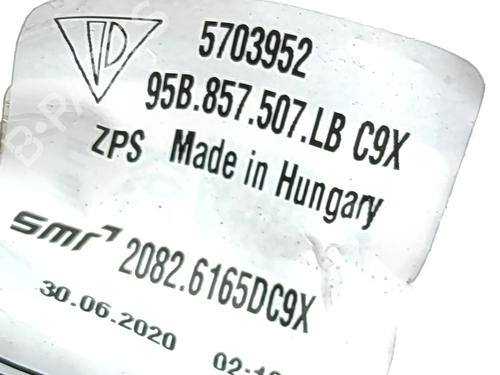 5703952
95B.857.507.LB C9X
ZPS Made in Hungary
smr 2082.6165DC9X
30.06.2020